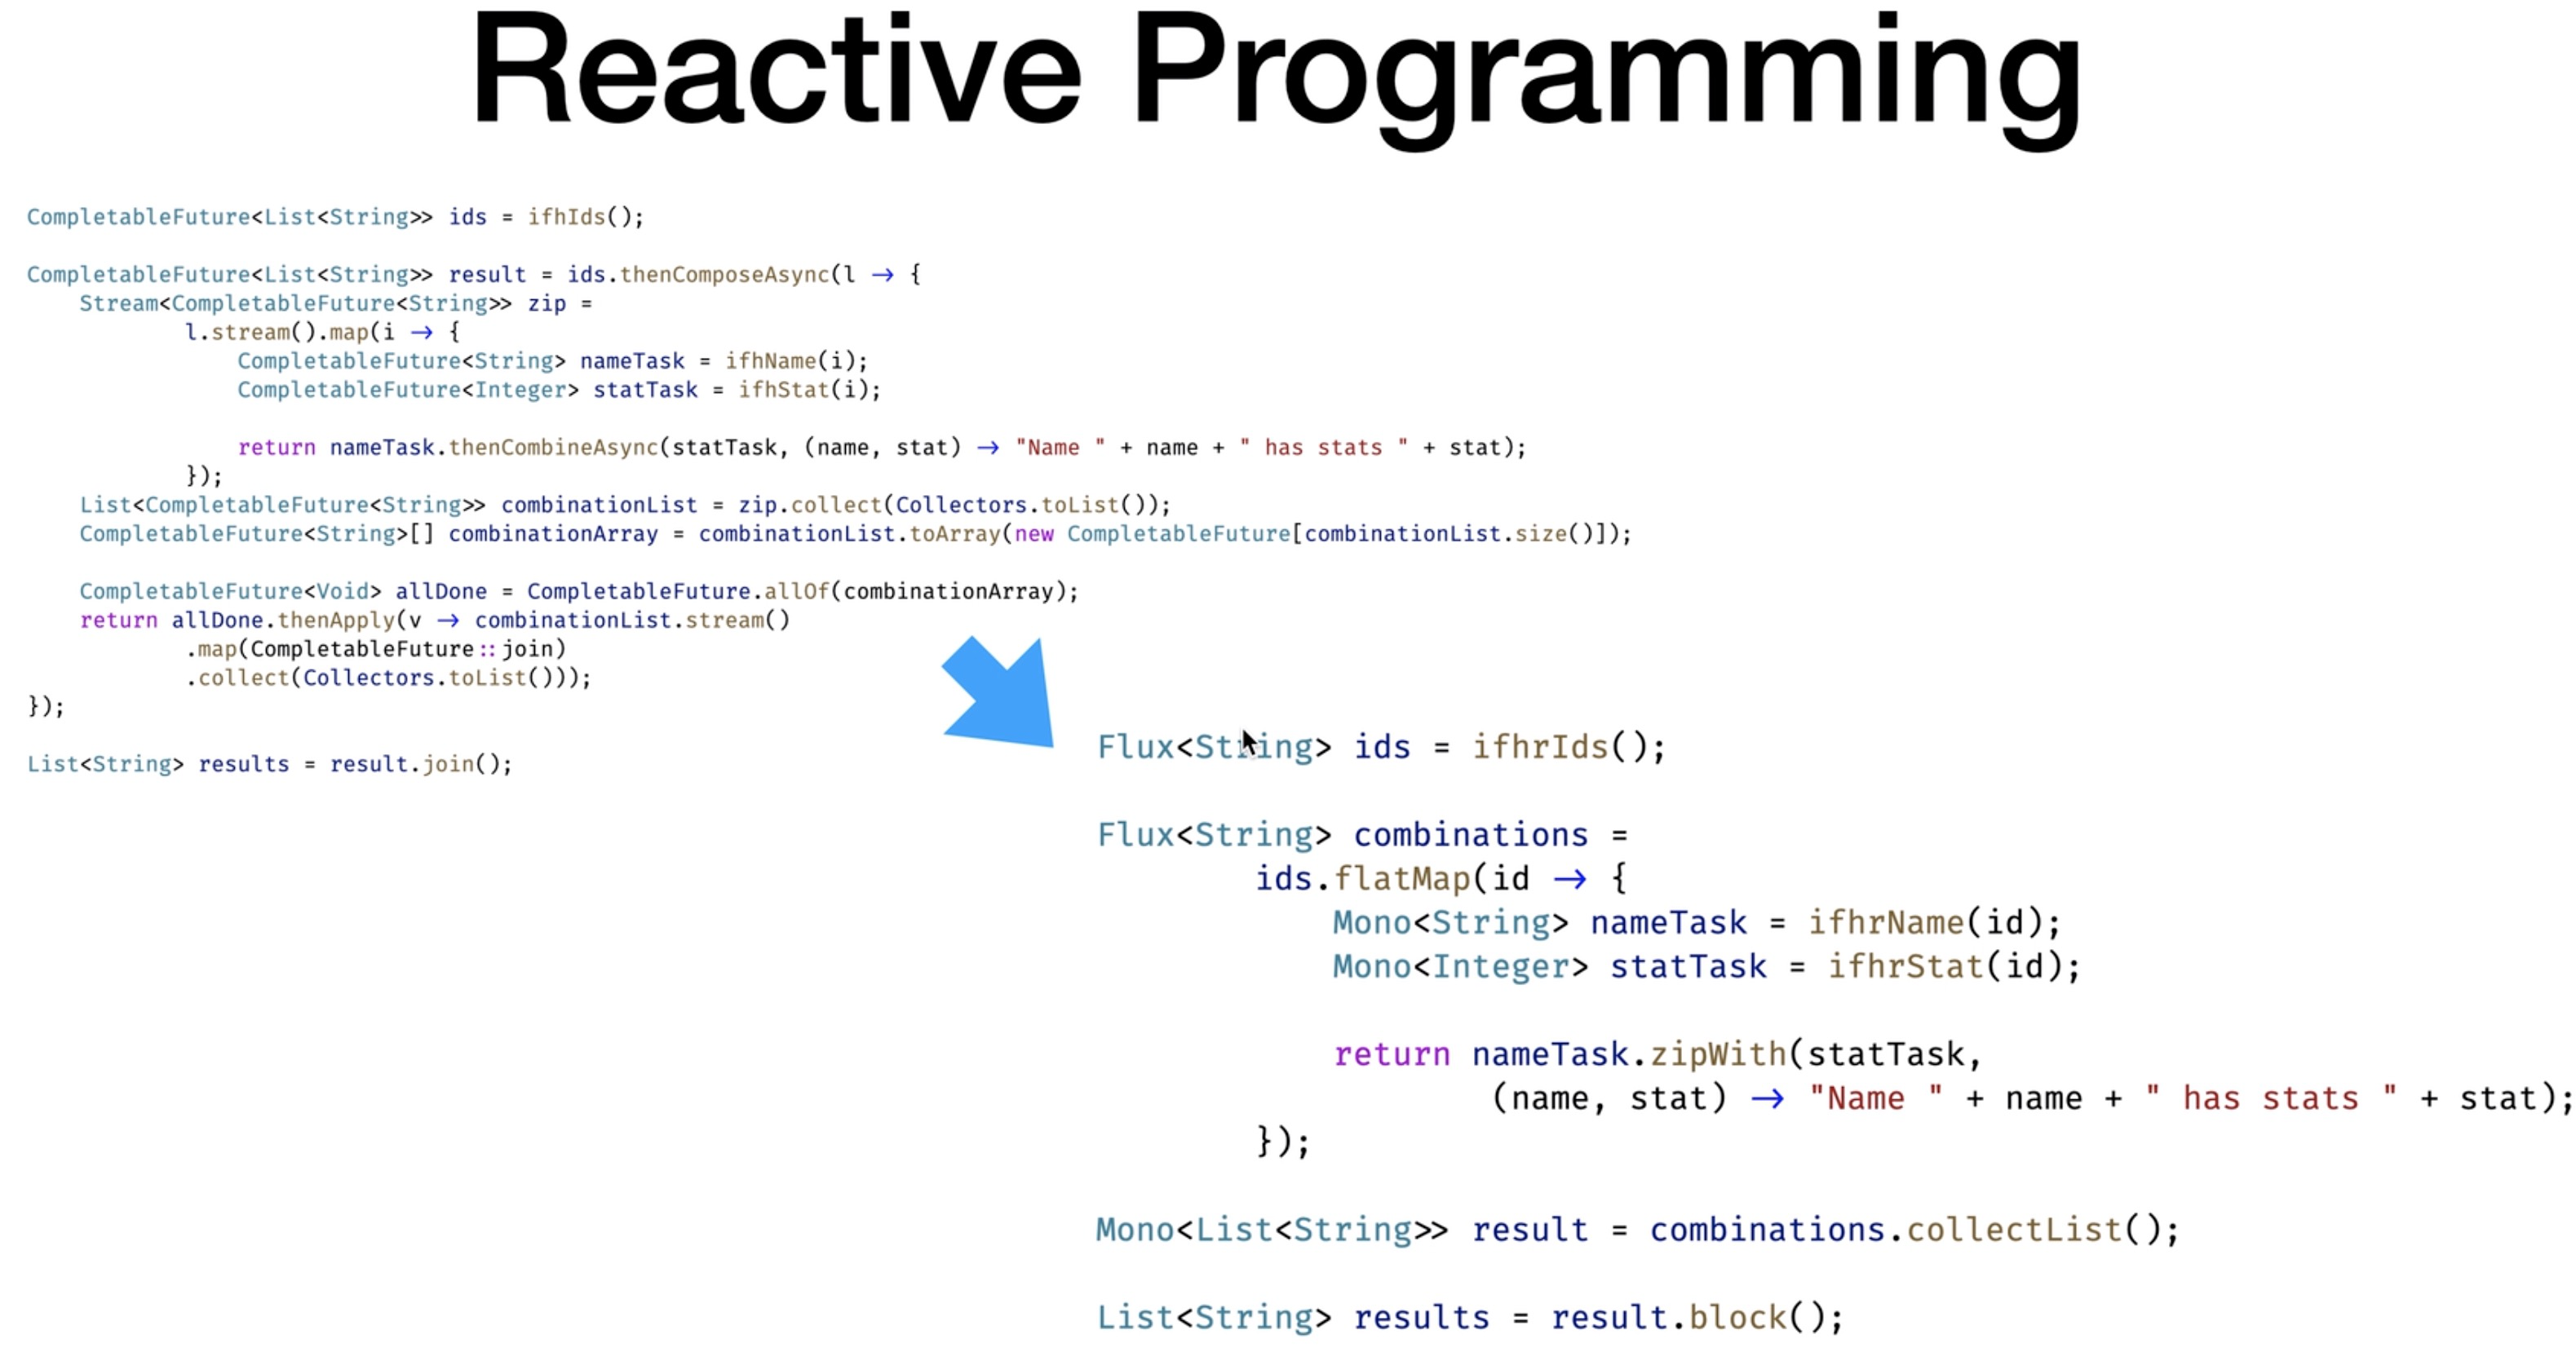 Reactive Programming
CompletableFuture<List<String>> ids = ifhIds();
CompletableFuture<List<String>> result = ids.thenComposeAsync(l → {
Stream<CompletableFuture<String>> zip =
l.stream().map(i → {
CompletableFuture<String> nameTask = ifhName(i);
CompletableFuture<Integer> statTask = ifhStat(i);
return nameTask.thenCombineAsync(statTask, (name, stat) → "Name " + name + " has stats " + stat);
});
List<CompletableFuture<String>> combinationList = zip.collect(Collectors.toList());
CompletableFuture<String>[] combinationArray = combinationList.toArray(new CompletableFuture[combinationList.size()]);
CompletableFuture<Void> allDone = CompletableFuture.allOf(combinationArray);
return allDone.thenApply(v → combinationList.stream()
.map(CompletableFuture::join)
.collect(Collectors.toList()));
});
List<String> results = result.join();
Flux<String> ids = ifhrIds();
Flux<String> combinations =
ids.flatMap(id → {
Mono<String> nameTask = ifhrName(id);
Mono<Integer> statTask = ifhrStat(id);
return nameTask.zipWith(statTask,
(name, stat) → "Name " + name + " has stats " + stat);
});
Mono<List<String>> result = combinations.collectList();
List<String> results = result.block();